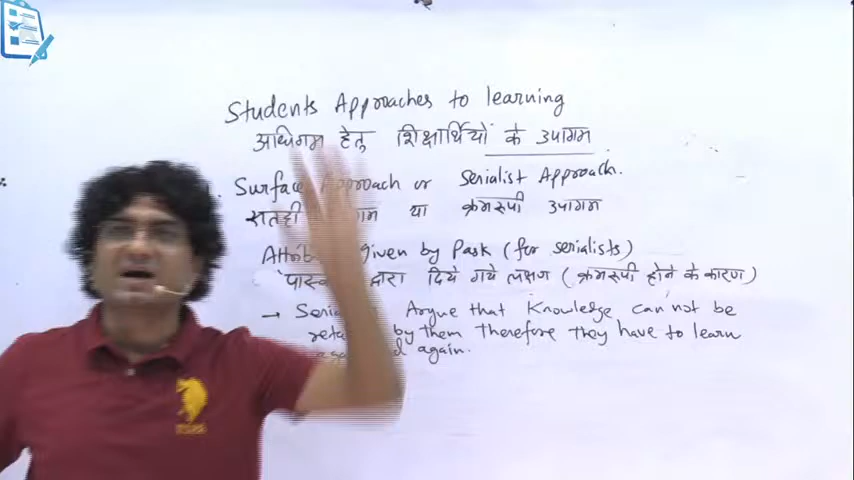 Students Approaches to learning
अधिगम हेतु शिक्षार्थियों के उपागम
Surface Approach or Serialist Approach.
सतही या क्रमरूपी उपागम
given by Pask (for serialists)
द्वारा दिये गये लक्षण (क्रमरूपी होने के कारण)
→ Argue that Knowledge can not be
by them therefore they have to learn
again.